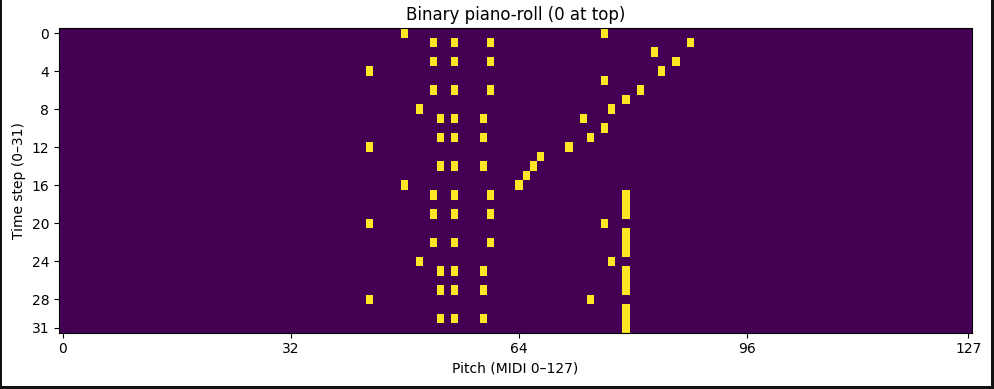 Binary piano-roll (0 at top)
Time step (0–31)
0
4
8
12
16
20
24
28
31
0 32 64 96 127
Pitch (MIDI 0–127)